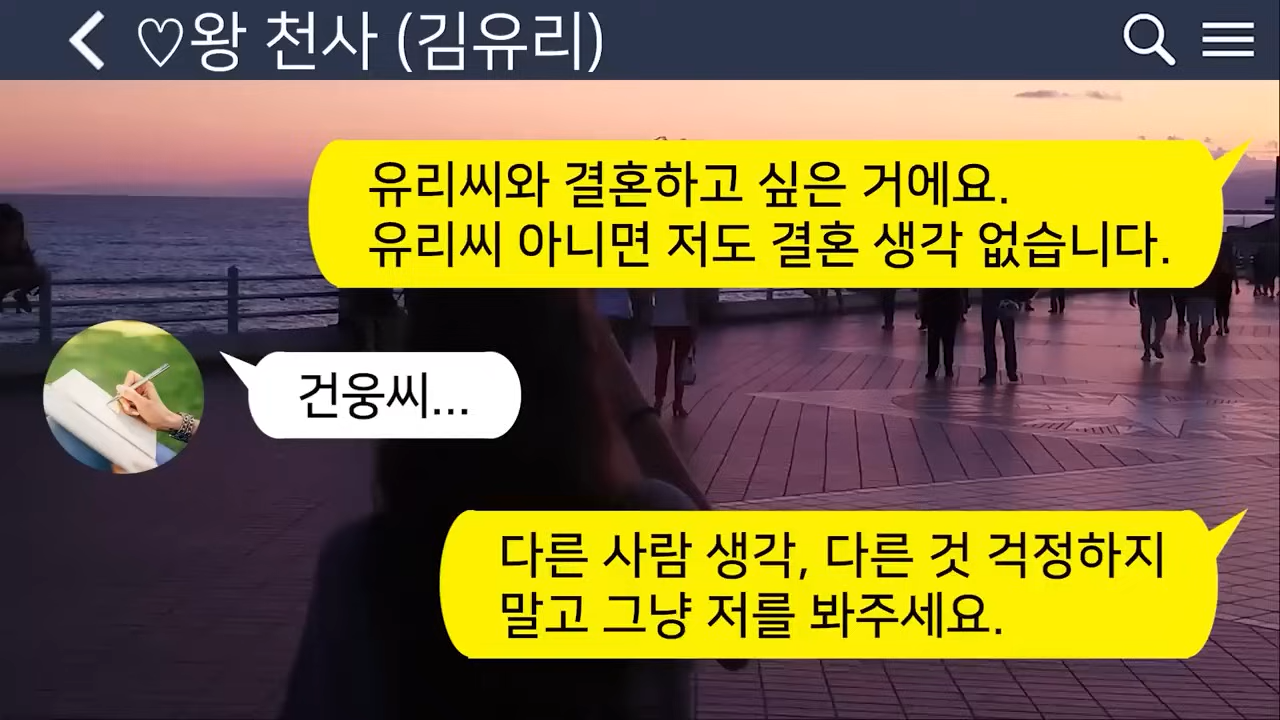 ♡왕 천사 (김유리)
유리씨와 결혼하고 싶은 거에요.
유리씨 아니면 저도 결혼 생각 없습니다.
건웅씨...
다른 사람 생각, 다른 것 걱정하지
말고 그냥 저를 봐주세요.